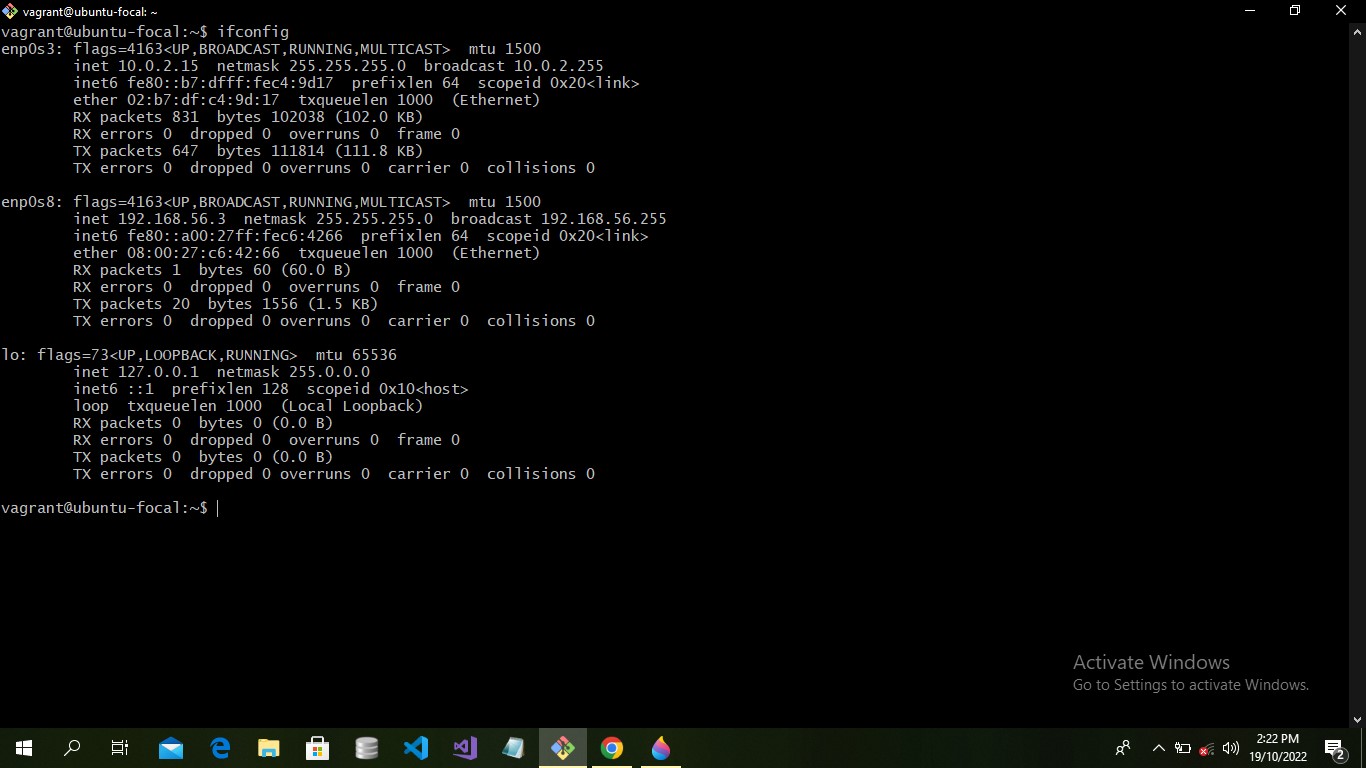 vagrant@ubuntu-focal: ~
vagrant@ubuntu-focal:~$ ifconfig
enp0s3: flags=4163<UP,BROADCAST,RUNNING,MULTICAST>  mtu 1500
        inet 10.0.2.15  netmask 255.255.255.0  broadcast 10.0.2.255
        inet6 fe80::b7:dfff:fec4:9d17  prefixlen 64  scopeid 0x20<link>
        ether 02:b7:df:c4:9d:17  txqueuelen 1000  (Ethernet)
        RX packets 831  bytes 102038 (102.0 KB)
        RX errors 0  dropped 0  overruns 0  frame 0
        TX packets 647  bytes 111814 (111.8 KB)
        TX errors 0  dropped 0 overruns 0  carrier 0  collisions 0

enp0s8: flags=4163<UP,BROADCAST,RUNNING,MULTICAST>  mtu 1500
        inet 192.168.56.3  netmask 255.255.255.0  broadcast 192.168.56.255
        inet6 fe80::a00:27ff:fec6:4266  prefixlen 64  scopeid 0x20<link>
        ether 08:00:27:c6:42:66  txqueuelen 1000  (Ethernet)
        RX packets 1  bytes 60 (60.0 B)
        RX errors 0  dropped 0  overruns 0  frame 0
        TX packets 20  bytes 1556 (1.5 KB)
        TX errors 0  dropped 0 overruns 0  carrier 0  collisions 0

lo: flags=73<UP,LOOPBACK,RUNNING>  mtu 65536
        inet 127.0.0.1  netmask 255.0.0.0
        inet6 ::1  prefixlen 128  scopeid 0x10<host>
        loop  txqueuelen 1000  (Local Loopback)
        RX packets 0  bytes 0 (0.0 B)
        RX errors 0  dropped 0  overruns 0  frame 0
        TX packets 0  bytes 0 (0.0 B)
        TX errors 0  dropped 0 overruns 0  carrier 0  collisions 0

vagrant@ubuntu-focal:~$
Activate Windows
Go to Settings to activate Windows.
2:22 PM
19/10/2022
2